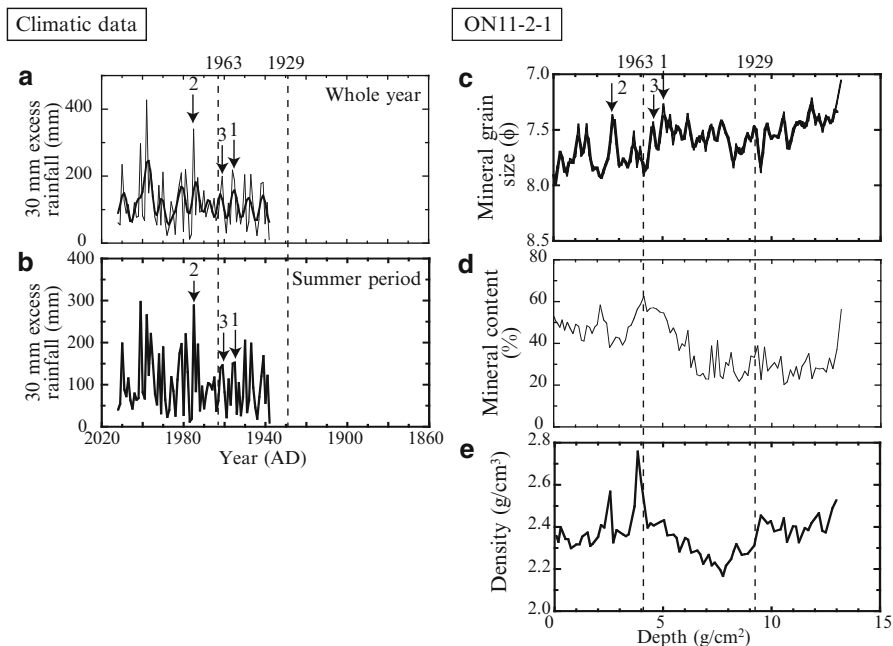 Climatic data
ON11-2-1
1963 1929
a
Whole year
2
3 1
30 mm excess
rainfall (mm)
400
200
0
b
Summer period
2
3 1
30 mm excess
rainfall (mm)
400
300
200
100
0
2020 1980 1940 1900 1860
Year (AD)
1963 1 1929
c
2 3
Mineral grain
size (ϕ)
7.0
7.5
8.0
8.5
d
Mineral content
(%)
80
60
40
20
0
e
Density (g/cm³)
2.8
2.6
2.4
2.2
2.0
0 5 10 15
Depth (g/cm²)